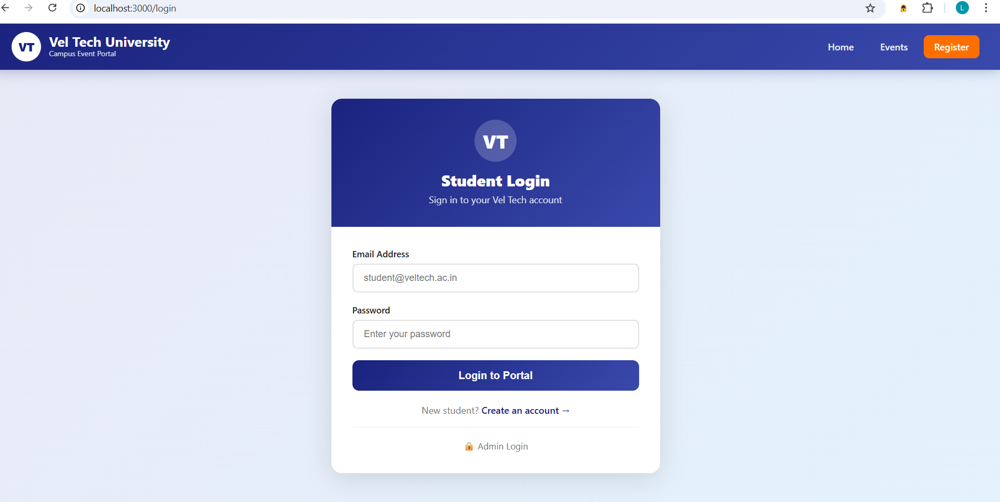 localhost:3000/login
L
VT
Vel Tech University
Campus Event Portal
Home
Events
Register
VT
Student Login
Sign in to your Vel Tech account
Email Address
student@veltech.ac.in
Password
Enter your password
Login to Portal
New student? Create an account →
🔒 Admin Login